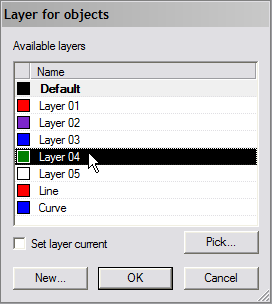 Layer for objects
Available layers
Name
Default
Layer 01
Layer 02
Layer 03
Layer 04
Layer 05
Line
Curve
Set layer current
Pick...
New...
OK
Cancel